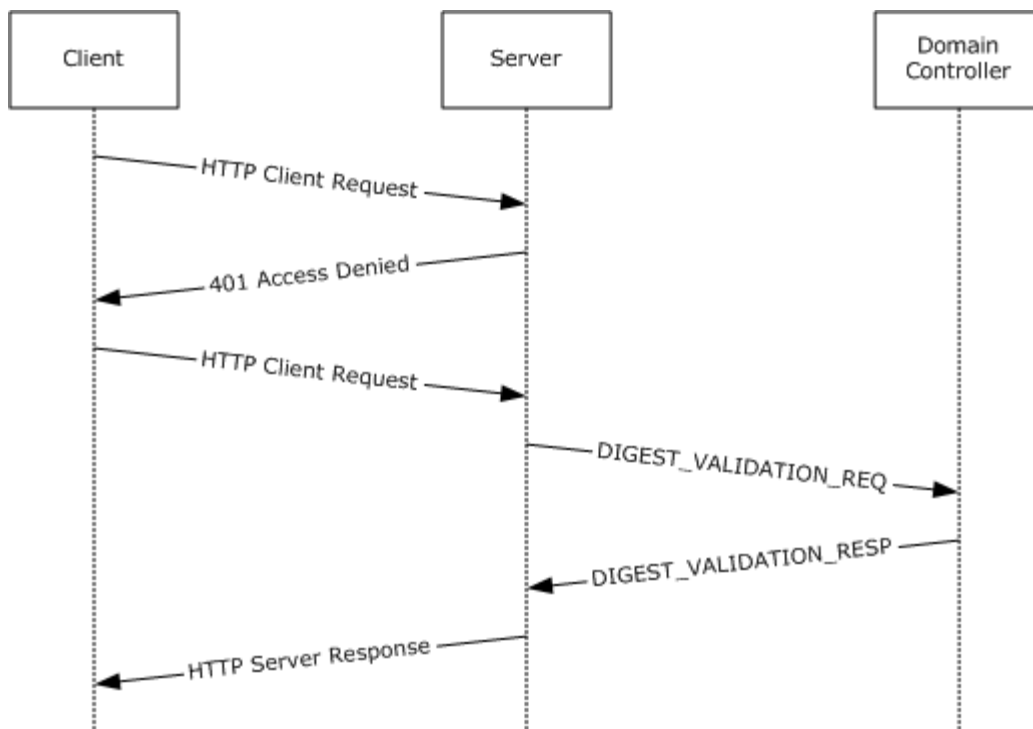 Client
Server
Domain
Controller
HTTP Client Request
401 Access Denied
HTTP Client Request
DIGEST_VALIDATION_REQ
DIGEST_VALIDATION_RESP
HTTP Server Response